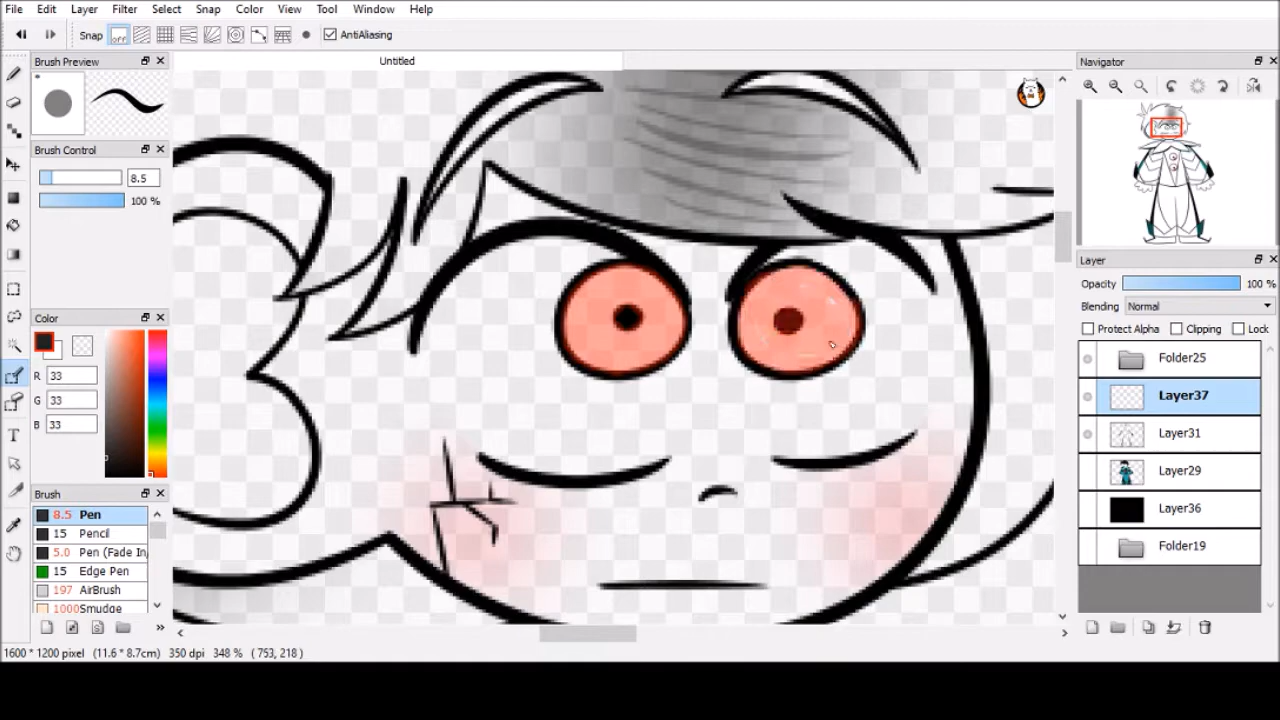 File Edit Layer Filter Select Snap Color View Tool Window Help
Snap off AntiAliasing
Brush Preview
Untitled
Navigator
Brush Control
8.5
100 %
Color
R 33
G 33
B 33
Brush
8.5 Pen
15 Pencil
5.0 Pen (Fade In,
15 Edge Pen
197 AirBrush
1000 Smudge
Layer
Opacity 100 %
Blending Normal
Protect Alpha Clipping Lock
Folder25
Layer37
Layer31
Layer29
Layer36
Folder19
1600 * 1200 pixel (11.6 * 8.7cm) 350 dpi 348 % ( 753, 218 )